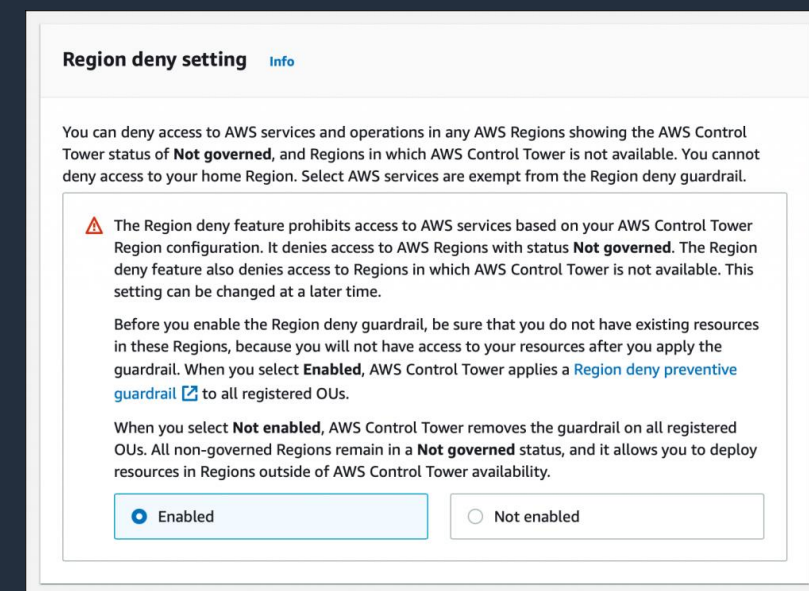 Region deny setting Info
You can deny access to AWS services and operations in any AWS Regions showing the AWS Control
Tower status of Not governed, and Regions in which AWS Control Tower is not available. You cannot
deny access to your home Region. Select AWS services are exempt from the Region deny guardrail.
The Region deny feature prohibits access to AWS services based on your AWS Control Tower
Region configuration. It denies access to AWS Regions with status Not governed. The Region
deny feature also denies access to Regions in which AWS Control Tower is not available. This
setting can be changed at a later time.
Before you enable the Region deny guardrail, be sure that you do not have existing resources
in these Regions, because you will not have access to your resources after you apply the
guardrail. When you select Enabled, AWS Control Tower applies a Region deny preventive
guardrail to all registered OUs.
When you select Not enabled, AWS Control Tower removes the guardrail on all registered
OUs. All non-governed Regions remain in a Not governed status, and it allows you to deploy
resources in Regions outside of AWS Control Tower availability.
Enabled Not enabled